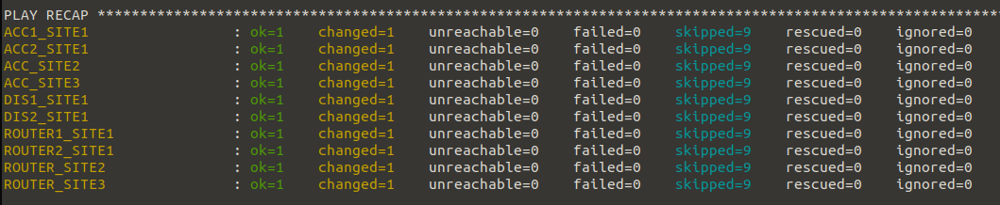 PLAY RECAP *********************************************************************************************************
ACC1_SITE1 : ok=1 changed=1 unreachable=0 failed=0 skipped=9 rescued=0 ignored=0
ACC2_SITE1 : ok=1 changed=1 unreachable=0 failed=0 skipped=9 rescued=0 ignored=0
ACC_SITE2 : ok=1 changed=1 unreachable=0 failed=0 skipped=9 rescued=0 ignored=0
ACC_SITE3 : ok=1 changed=1 unreachable=0 failed=0 skipped=9 rescued=0 ignored=0
DIS1_SITE1 : ok=1 changed=1 unreachable=0 failed=0 skipped=9 rescued=0 ignored=0
DIS2_SITE1 : ok=1 changed=1 unreachable=0 failed=0 skipped=9 rescued=0 ignored=0
ROUTER1_SITE1 : ok=1 changed=1 unreachable=0 failed=0 skipped=9 rescued=0 ignored=0
ROUTER2_SITE1 : ok=1 changed=1 unreachable=0 failed=0 skipped=9 rescued=0 ignored=0
ROUTER_SITE2 : ok=1 changed=1 unreachable=0 failed=0 skipped=9 rescued=0 ignored=0
ROUTER_SITE3 : ok=1 changed=1 unreachable=0 failed=0 skipped=9 rescued=0 ignored=0